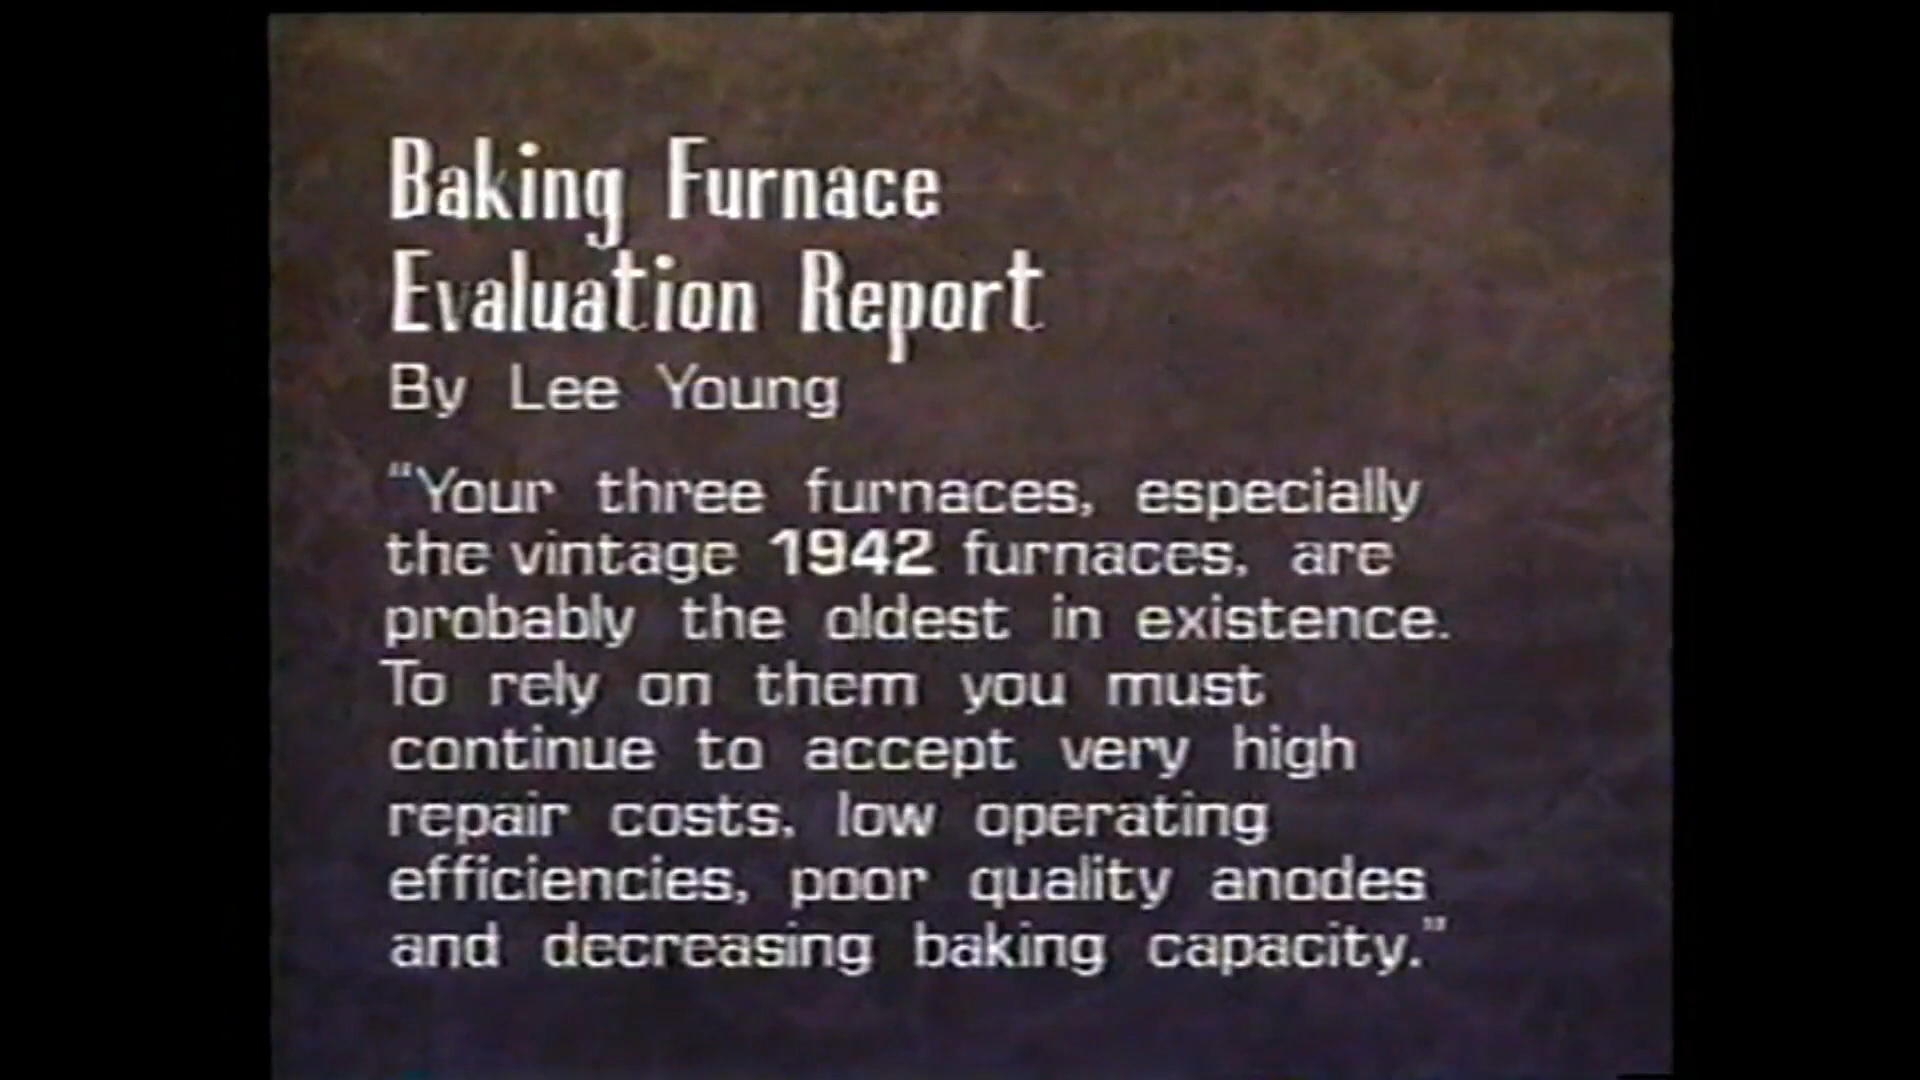 Baking Furnace
Evaluation Report
By Lee Young
"Your three furnaces, especially
the vintage 1942 furnaces, are
probably the oldest in existence.
To rely on them you must
continue to accept very high
repair costs, low operating
efficiencies, poor quality anodes
and decreasing baking capacity."